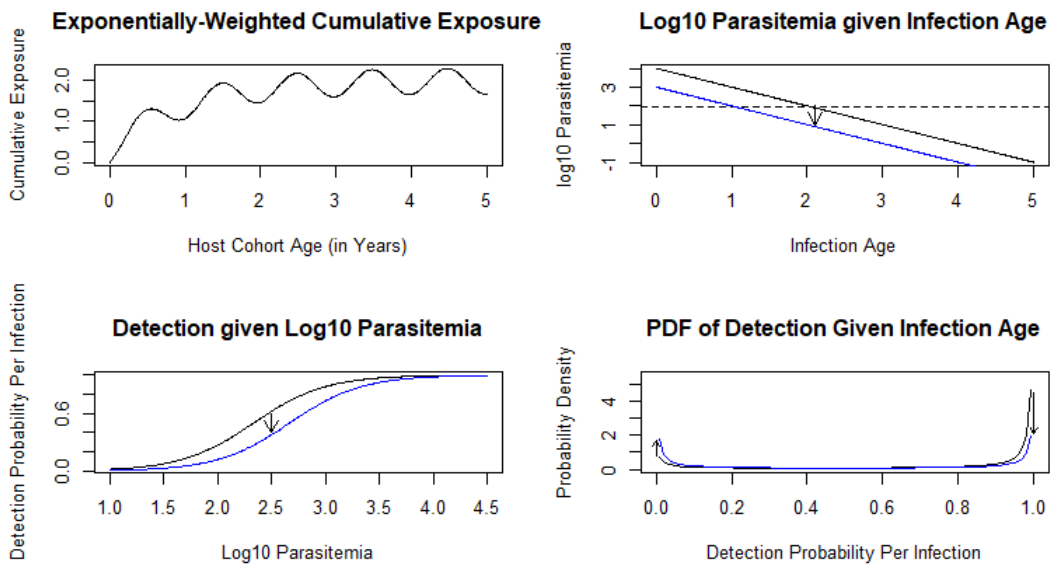 Exponentially-Weighted Cumulative Exposure
Cumulative Exposure
0.0 1.0 2.0
0 1 2 3 4 5
Host Cohort Age (in Years)
Log10 Parasitemia given Infection Age
log10 Parasitemia
-1 1 3
0 1 2 3 4 5
Infection Age
Detection given Log10 Parasitemia
Detection Probability Per Infection
0.0 0.6
1.0 1.5 2.0 2.5 3.0 3.5 4.0 4.5
Log10 Parasitemia
PDF of Detection Given Infection Age
Probability Density
0 2 4
0.0 0.2 0.4 0.6 0.8 1.0
Detection Probability Per Infection